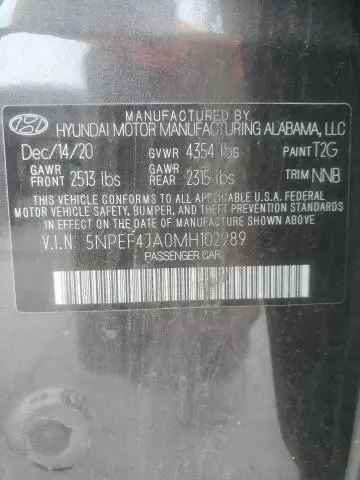 MANUFACTURED BY
HYUNDAI MOTOR MANUFACTURING ALABAMA, LLC
Dec/14/20 GVWR 4354 lbs PAINT T2G
GAWR FRONT 2513 lbs GAWR REAR 2315 lbs TRIM NNB
THIS VEHICLE CONFORMS TO ALL APPLICABLE U.S.A. FEDERAL
MOTOR VEHICLE SAFETY, BUMPER, AND THEFT PREVENTION STANDARDS
IN EFFECT ON THE DATE OF MANUFACTURE SHOWN ABOVE.
V.I.N 5NPEF4JA0MH102989
PASSENGER CAR